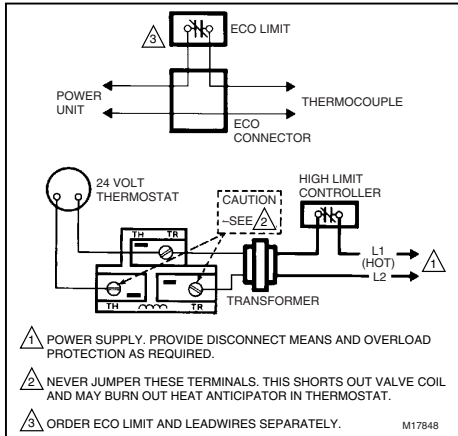 3
ECO LIMIT
POWER
UNIT
THERMOCOUPLE
ECO
CONNECTOR
24 VOLT
THERMOSTAT
CAUTION
–SEE 2
HIGH LIMIT
CONTROLLER
TH TR
L1
(HOT)
L2
1
TH TR
TRANSFORMER
1 POWER SUPPLY. PROVIDE DISCONNECT MEANS AND OVERLOAD
PROTECTION AS REQUIRED.
2 NEVER JUMPER THESE TERMINALS. THIS SHORTS OUT VALVE COIL
AND MAY BURN OUT HEAT ANTICIPATOR IN THERMOSTAT.
3 ORDER ECO LIMIT AND LEADWIRES SEPARATELY.
M17848